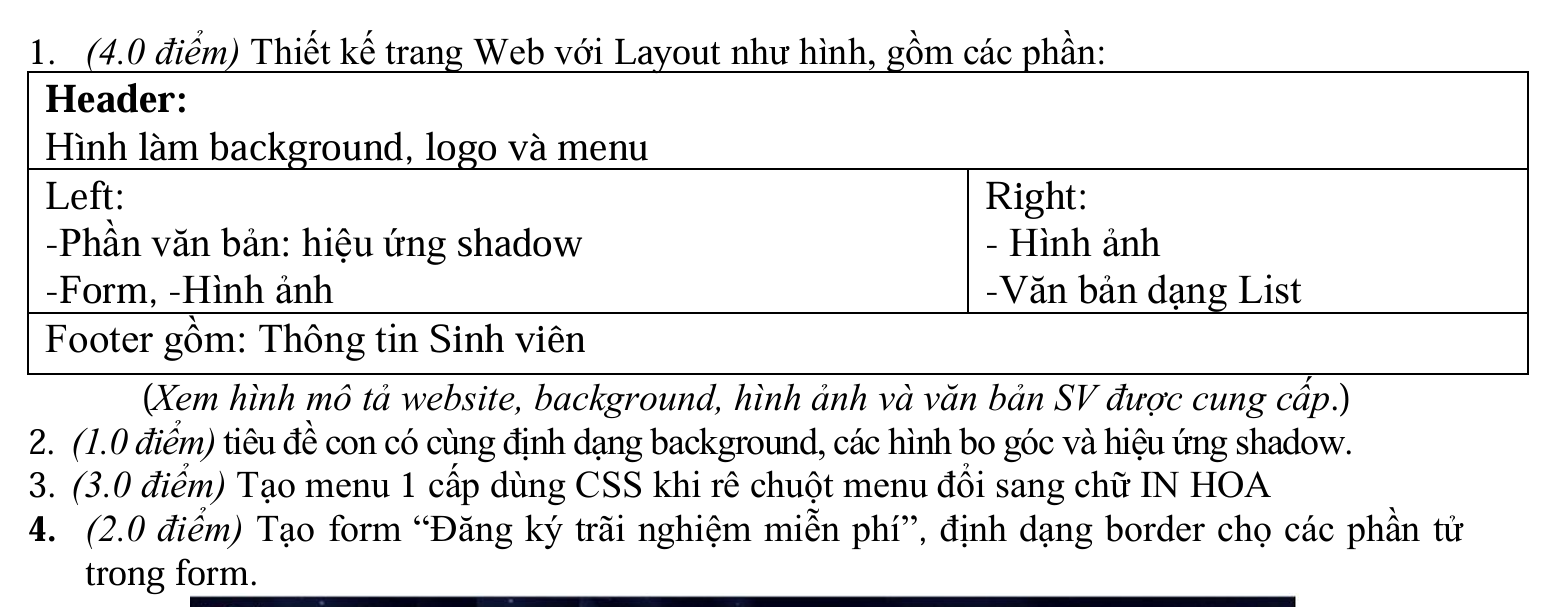 1. (4.0 điểm) Thiết kế trang Web với Layout như hình, gồm các phần:
Header:
Hình làm background, logo và menu
Left:
-Phần văn bản: hiệu ứng shadow
-Form, -Hình ảnh
Right:
- Hình ảnh
-Văn bản dạng List
Footer gồm: Thông tin Sinh viên
(Xem hình mô tả website, background, hình ảnh và văn bản SV được cung cấp.)
2. (1.0 điểm) tiêu đề con có cùng định dạng background, các hình bo góc và hiệu ứng shadow.
3. (3.0 điểm) Tạo menu 1 cấp dùng CSS khi rê chuột menu đổi sang chữ IN HOA
4. (2.0 điểm) Tạo form “Đăng ký trãi nghiệm miễn phí”, định dạng border chọ các phần tử
trong form.